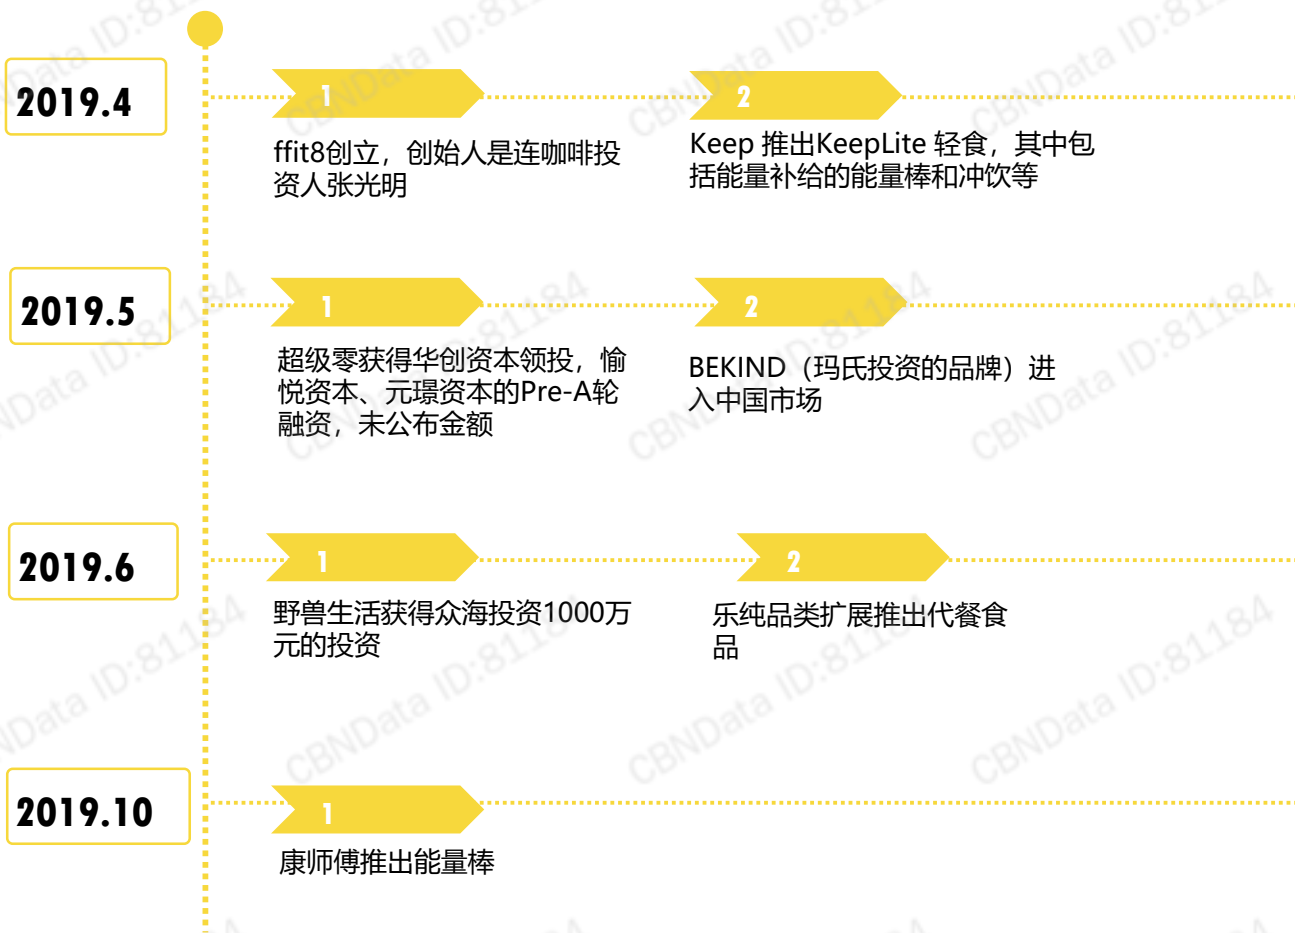 2019.4
1
2
ffit8创立，创始人是连咖啡投
资人张光明
Keep 推出KeepLite 轻食，其中包
括能量补给的能量棒和冲饮等
2019.5
1
2
超级零获得华创资本领投，愉
悦资本、元璟资本的Pre-A轮
融资，未公布金额
BEKIND（玛氏投资的品牌）进
入中国市场
2019.6
1
2
野兽生活获得众海投资1000万
元的投资
乐纯品类扩展推出代餐食
品
2019.10
1
康师傅推出能量棒
CBNData ID:81184